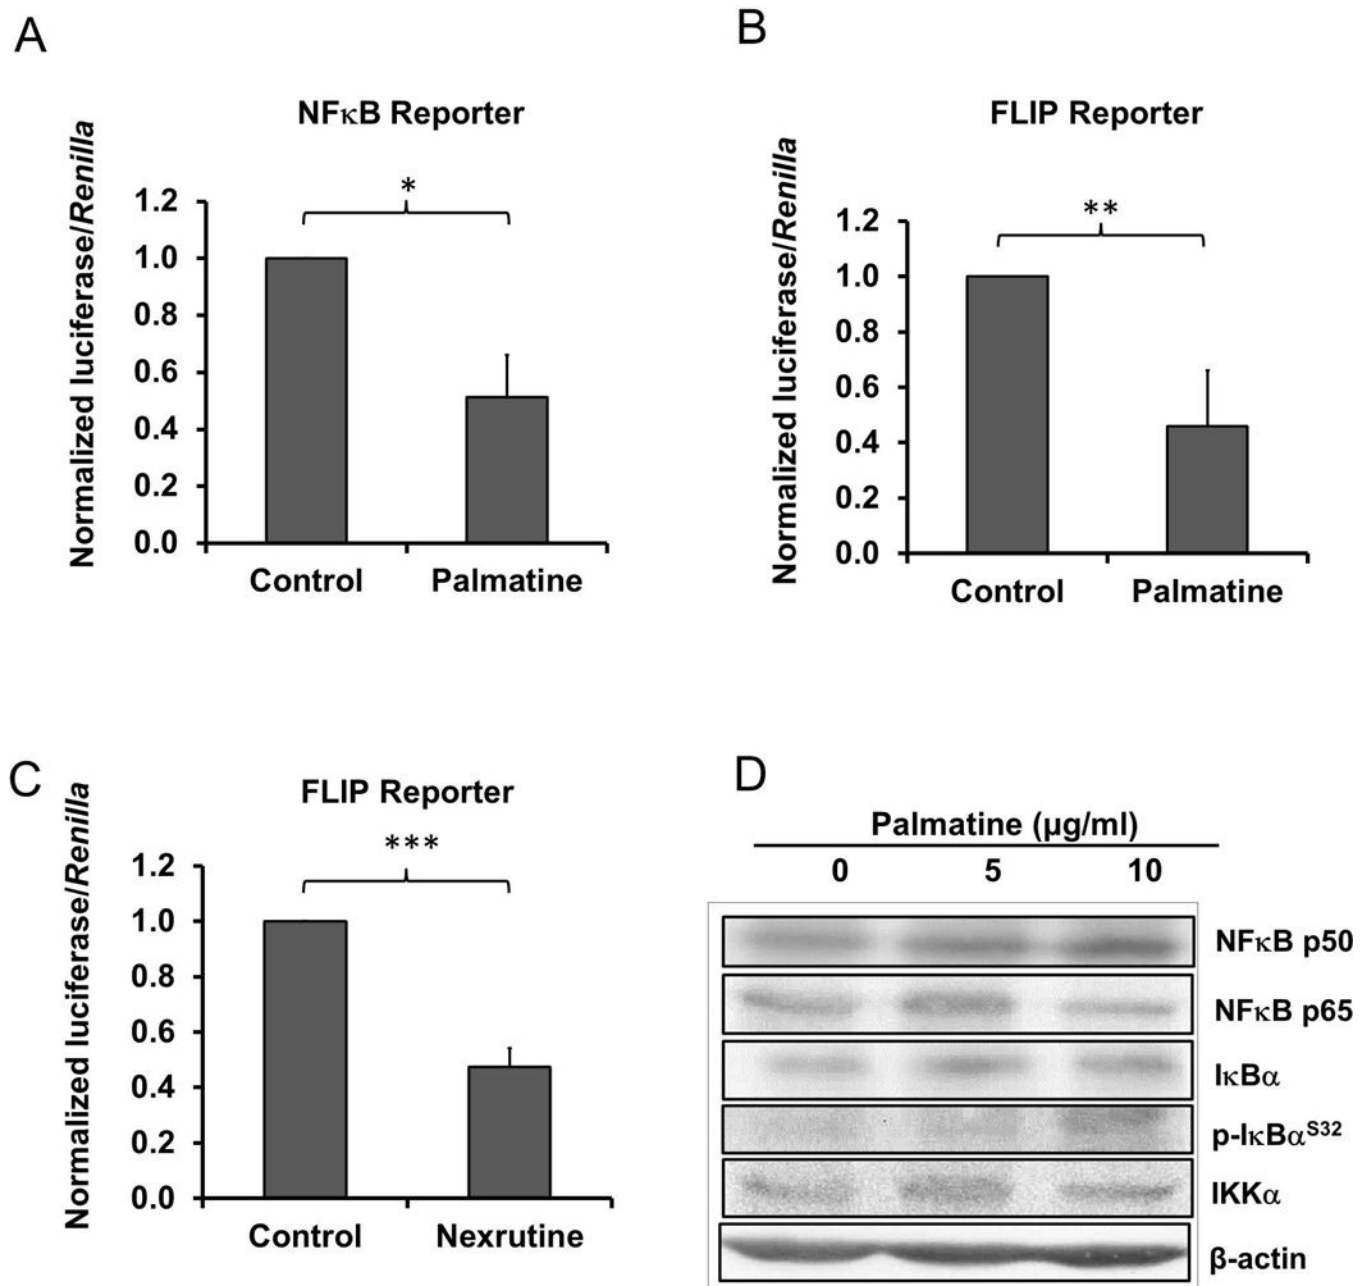 A
NFκB Reporter
Normalized luciferase/Renilla
*
1.2
1.0
0.8
0.6
0.4
0.2
0.0
Control Palmatine
B
FLIP Reporter
Normalized luciferase/Renilla
**
1.2
1.0
0.8
0.6
0.4
0.2
0.0
Control Palmatine
C
FLIP Reporter
Normalized luciferase/Renilla
***
1.2
1.0
0.8
0.6
0.4
0.2
0.0
Control Nexrutine
D
Palmatine (µg/ml)
0 5 10
NFκB p50
NFκB p65
IκBα
p-IκBα^S32
IKKα
β-actin